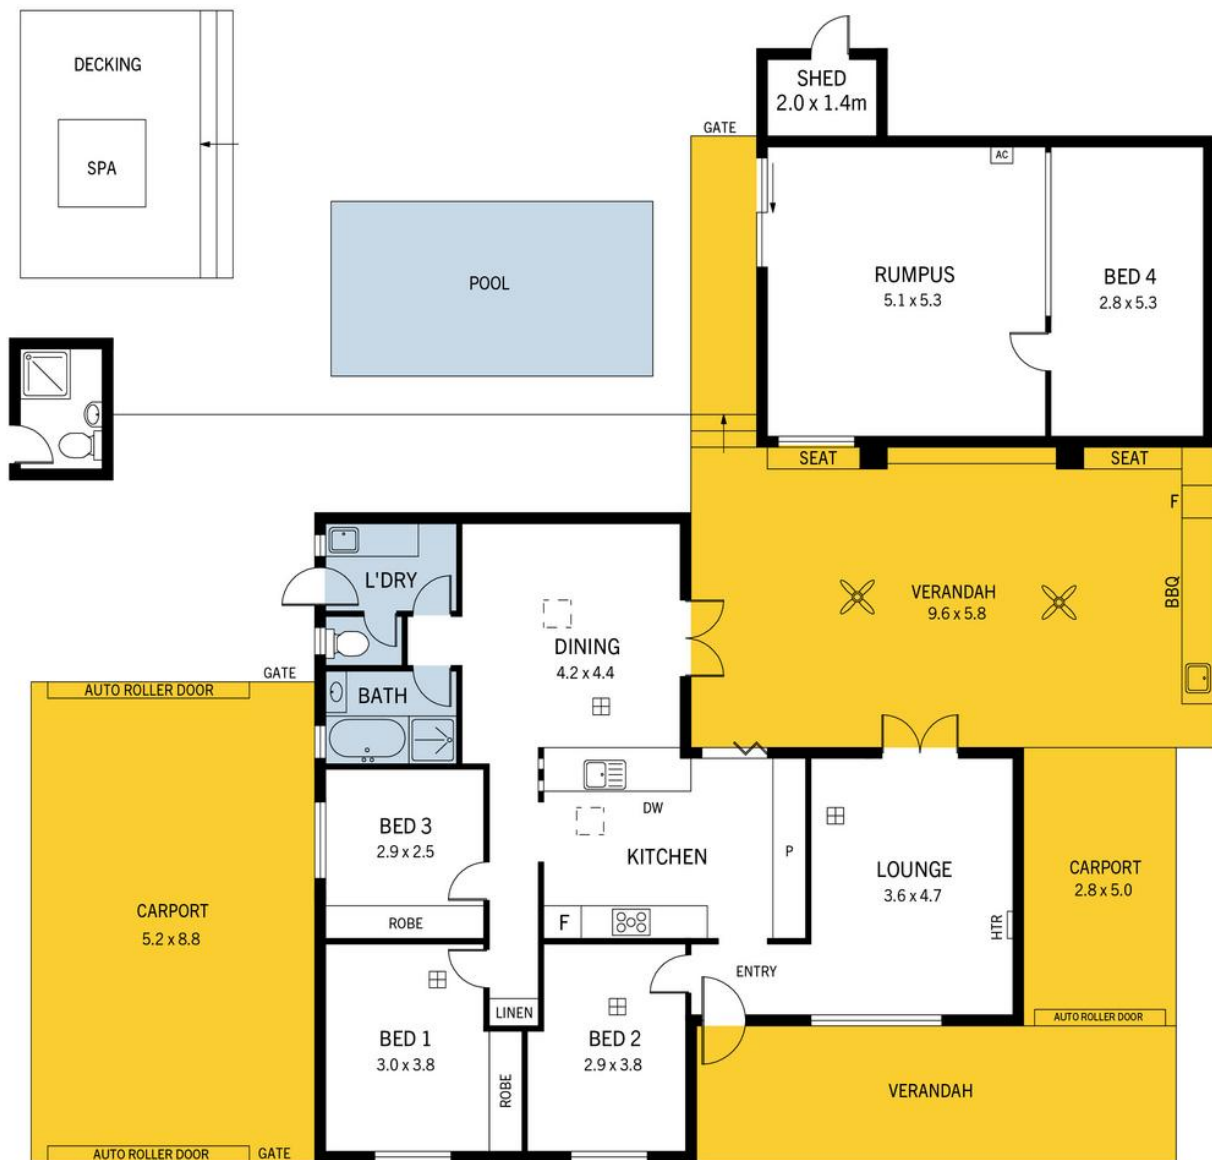 DECKING
SPA
POOL
SHED
2.0 x 1.4m
GATE
AC
RUMPUS
5.1 x 5.3
BED 4
2.8 x 5.3
SEAT
SEAT
F
BBQ
VERANDAH
9.6 x 5.8
L'DRY
DINING
4.2 x 4.4
BATH
GATE
AUTO ROLLER DOOR
CARPORT
5.2 x 8.8
BED 3
2.9 x 2.5
ROBE
DW
KITCHEN
P
F
LOUNGE
3.6 x 4.7
HTR
CARPORT
2.8 x 5.0
AUTO ROLLER DOOR
ENTRY
LINEN
BED 1
3.0 x 3.8
ROBE
BED 2
2.9 x 3.8
VERANDAH
AUTO ROLLER DOOR
GATE